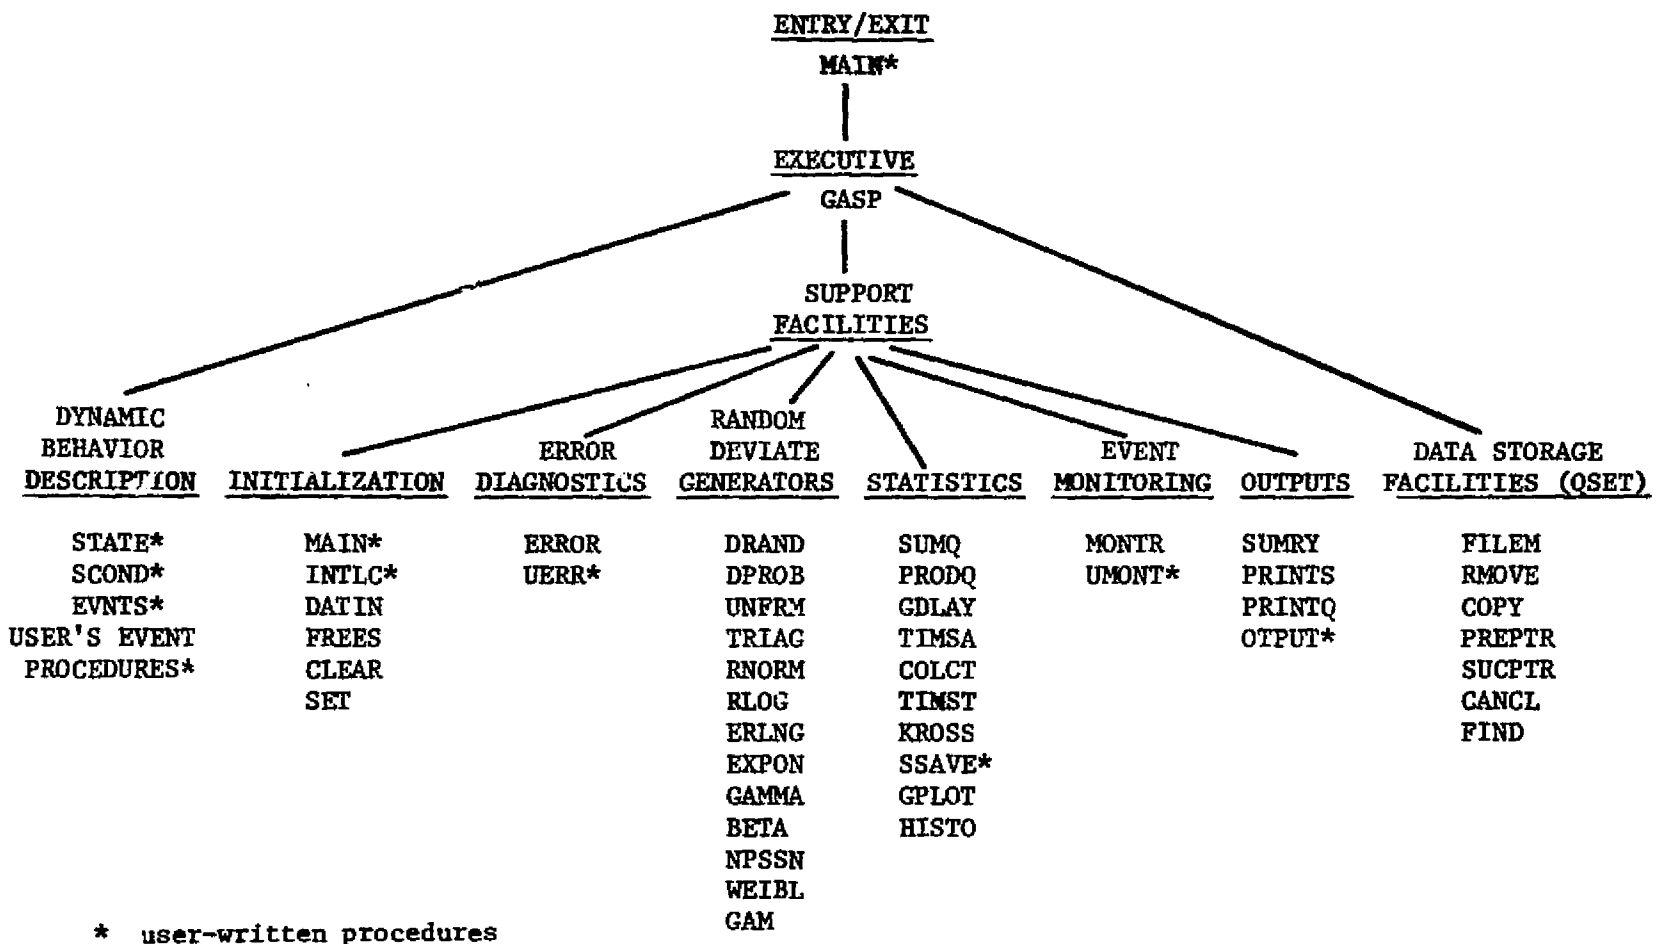 ENTRY/EXIT
MAIN*
EXECUTIVE
GASP
SUPPORT
FACILITIES
DYNAMIC
BEHAVIOR
DESCRIPTION
STATE*
SCOND*
EVNTS*
USER'S EVENT
PROCEDURES*
INITIALIZATION
MAIN*
INTLC*
DATIN
FREES
CLEAR
SET
ERROR
DIAGNOSTICS
ERROR
UERR*
RANDOM
DEVIATE
GENERATORS
DRAND
DPROB
UNFRM
TRIAG
RNORM
RLOG
ERLNG
EXPON
GAMMA
BETA
NPSSN
WEIBL
GAM
STATISTICS
SUMQ
PRODQ
GDLAY
TIMSA
COLCT
TIMST
KROSS
SSAVE*
GPLOT
HISTO
EVENT
MONITORING
MONTR
UMONT*
OUTPUTS
SUMRY
PRINTS
PRINTQ
OTPUT*
DATA STORAGE
FACILITIES (QSET)
FILEM
RMOVE
COPY
PREPTR
SUCPTR
CANCL
FIND
* user-written procedures